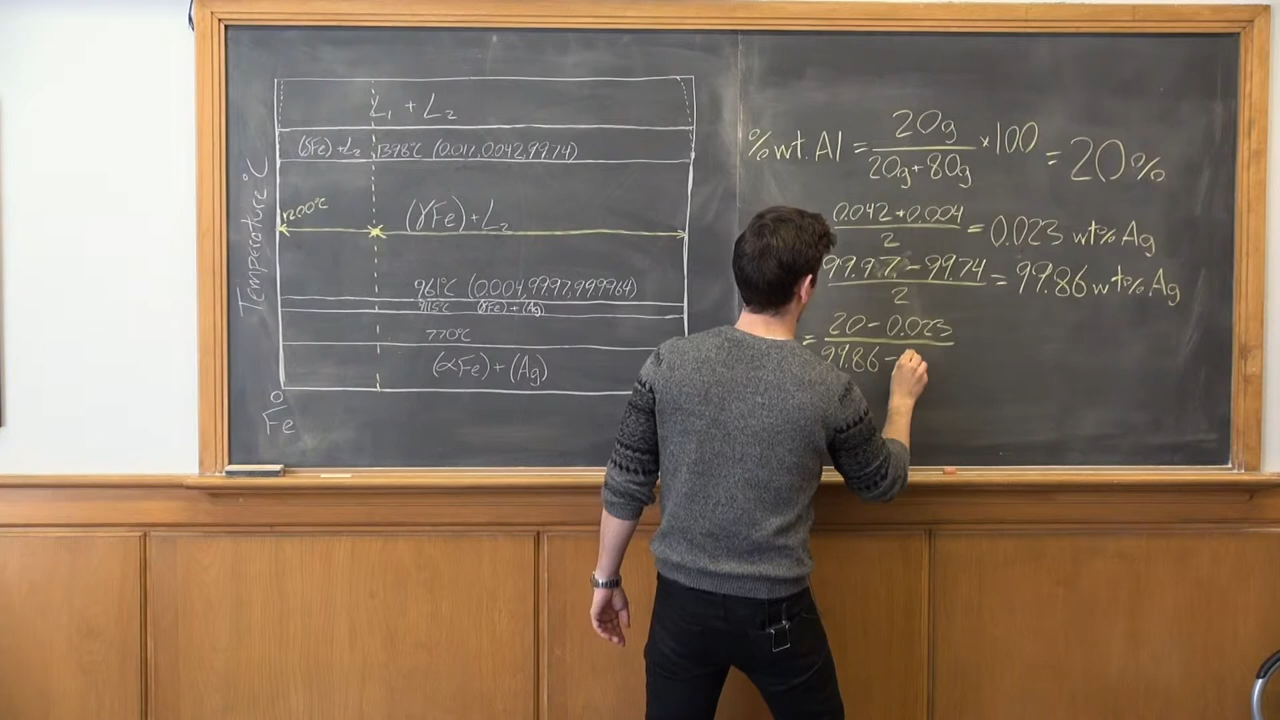 L₁ + L₂
(γFe)+L₂ 1398°C (0.017,0.042,99.74)
Temperature °C
1200°C
(γFe)+L₂
961°C (0.004,99.97,99.9964)
915°C (γFe)+(Ag)
770°C
(αFe)+(Ag)
0
Fe
%wt. Al = 20g / 20g+80g ×100 = 20%
0.042+0.004 / 2 = 0.023 wt% Ag
99.97-99.74 / 2 = 99.86 wt% Ag
= 20-0.023 / 99.86-